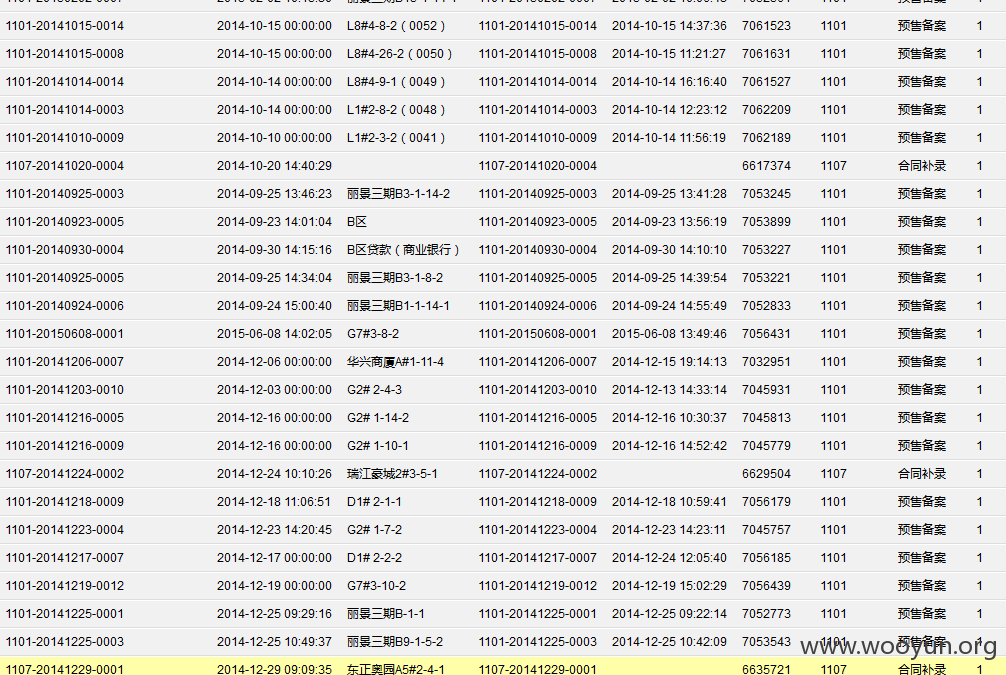 1101-20141015-0014 2014-10-15 00:00:00 L8#4-8-2（0052） 1101-20141015-0014 2014-10-15 14:37:36 7061523 1101 预售备案 1
1101-20141015-0008 2014-10-15 00:00:00 L8#4-26-2（0050） 1101-20141015-0008 2014-10-15 11:21:27 7061631 1101 预售备案 1
1101-20141014-0014 2014-10-14 00:00:00 L8#4-9-1（0049） 1101-20141014-0014 2014-10-14 16:16:40 7061527 1101 预售备案 1
1101-20141014-0003 2014-10-14 00:00:00 L1#2-8-2（0048） 1101-20141014-0003 2014-10-14 12:23:12 7062209 1101 预售备案 1
1101-20141010-0009 2014-10-10 00:00:00 L1#2-3-2（0041） 1101-20141010-0009 2014-10-14 11:56:19 7062189 1101 预售备案 1
1107-20141020-0004 2014-10-20 14:40:29 1107-20141020-0004 6617374 1107 合同补录 1
1101-20140925-0003 2014-09-25 13:46:23 丽景三期B3-1-14-2 1101-20140925-0003 2014-09-25 13:41:28 7053245 1101 预售备案 1
1101-20140923-0005 2014-09-23 14:01:04 B区 1101-20140923-0005 2014-09-23 13:56:19 7053899 1101 预售备案 1
1101-20140930-0004 2014-09-30 14:15:16 B区贷款（商业银行） 1101-20140930-0004 2014-09-30 14:10:10 7053227 1101 预售备案 1
1101-20140925-0005 2014-09-25 14:34:04 丽景三期B3-1-8-2 1101-20140925-0005 2014-09-25 14:39:54 7053221 1101 预售备案 1
1101-20140924-0006 2014-09-24 15:00:40 丽景三期B1-1-14-1 1101-20140924-0006 2014-09-24 14:55:49 7052833 1101 预售备案 1
1101-20150608-0001 2015-06-08 14:02:05 G7#3-8-2 1101-20150608-0001 2015-06-08 13:49:46 7056431 1101 预售备案 1
1101-20141206-0007 2014-12-06 00:00:00 华兴商厦A#1-11-4 1101-20141206-0007 2014-12-15 19:14:13 7032951 1101 预售备案 1
1101-20141203-0010 2014-12-03 00:00:00 G2# 2-4-3 1101-20141203-0010 2014-12-13 14:33:14 7045931 1101 预售备案 1
1101-20141216-0005 2014-12-16 00:00:00 G2# 1-14-2 1101-20141216-0005 2014-12-16 10:30:37 7045813 1101 预售备案 1
1101-20141216-0009 2014-12-16 00:00:00 G2# 1-10-1 1101-20141216-0009 2014-12-16 14:52:42 7045779 1101 预售备案 1
1107-20141224-0002 2014-12-24 10:10:26 瑞江豪城2#3-5-1 1107-20141224-0002 6629504 1107 合同补录 1
1101-20141218-0009 2014-12-18 11:06:51 D1# 2-1-1 1101-20141218-0009 2014-12-18 10:59:41 7056179 1101 预售备案 1
1101-20141223-0004 2014-12-23 14:20:45 G2# 1-7-2 1101-20141223-0004 2014-12-23 14:23:11 7045757 1101 预售备案 1
1101-20141217-0007 2014-12-17 00:00:00 D1# 2-2-2 1101-20141217-0007 2014-12-24 12:05:40 7056185 1101 预售备案 1
1101-20141219-0012 2014-12-19 00:00:00 G7#3-10-2 1101-20141219-0012 2014-12-19 15:02:29 7056439 1101 预售备案 1
1101-20141225-0001 2014-12-25 09:29:16 丽景三期B-1-1 1101-20141225-0001 2014-12-25 09:22:14 7052773 1101 预售备案 1
1101-20141225-0003 2014-12-25 10:49:37 丽景三期B9-1-5-2 1101-20141225-0003 2014-12-25 10:42:09 7053543 1101 预售备案 1
www.wooyun.org
1107-20141229-0001 2014-12-29 09:09:35 东正奥园A5#2-4-1 1107-20141229-0001 6635721 1107 合同补录 1